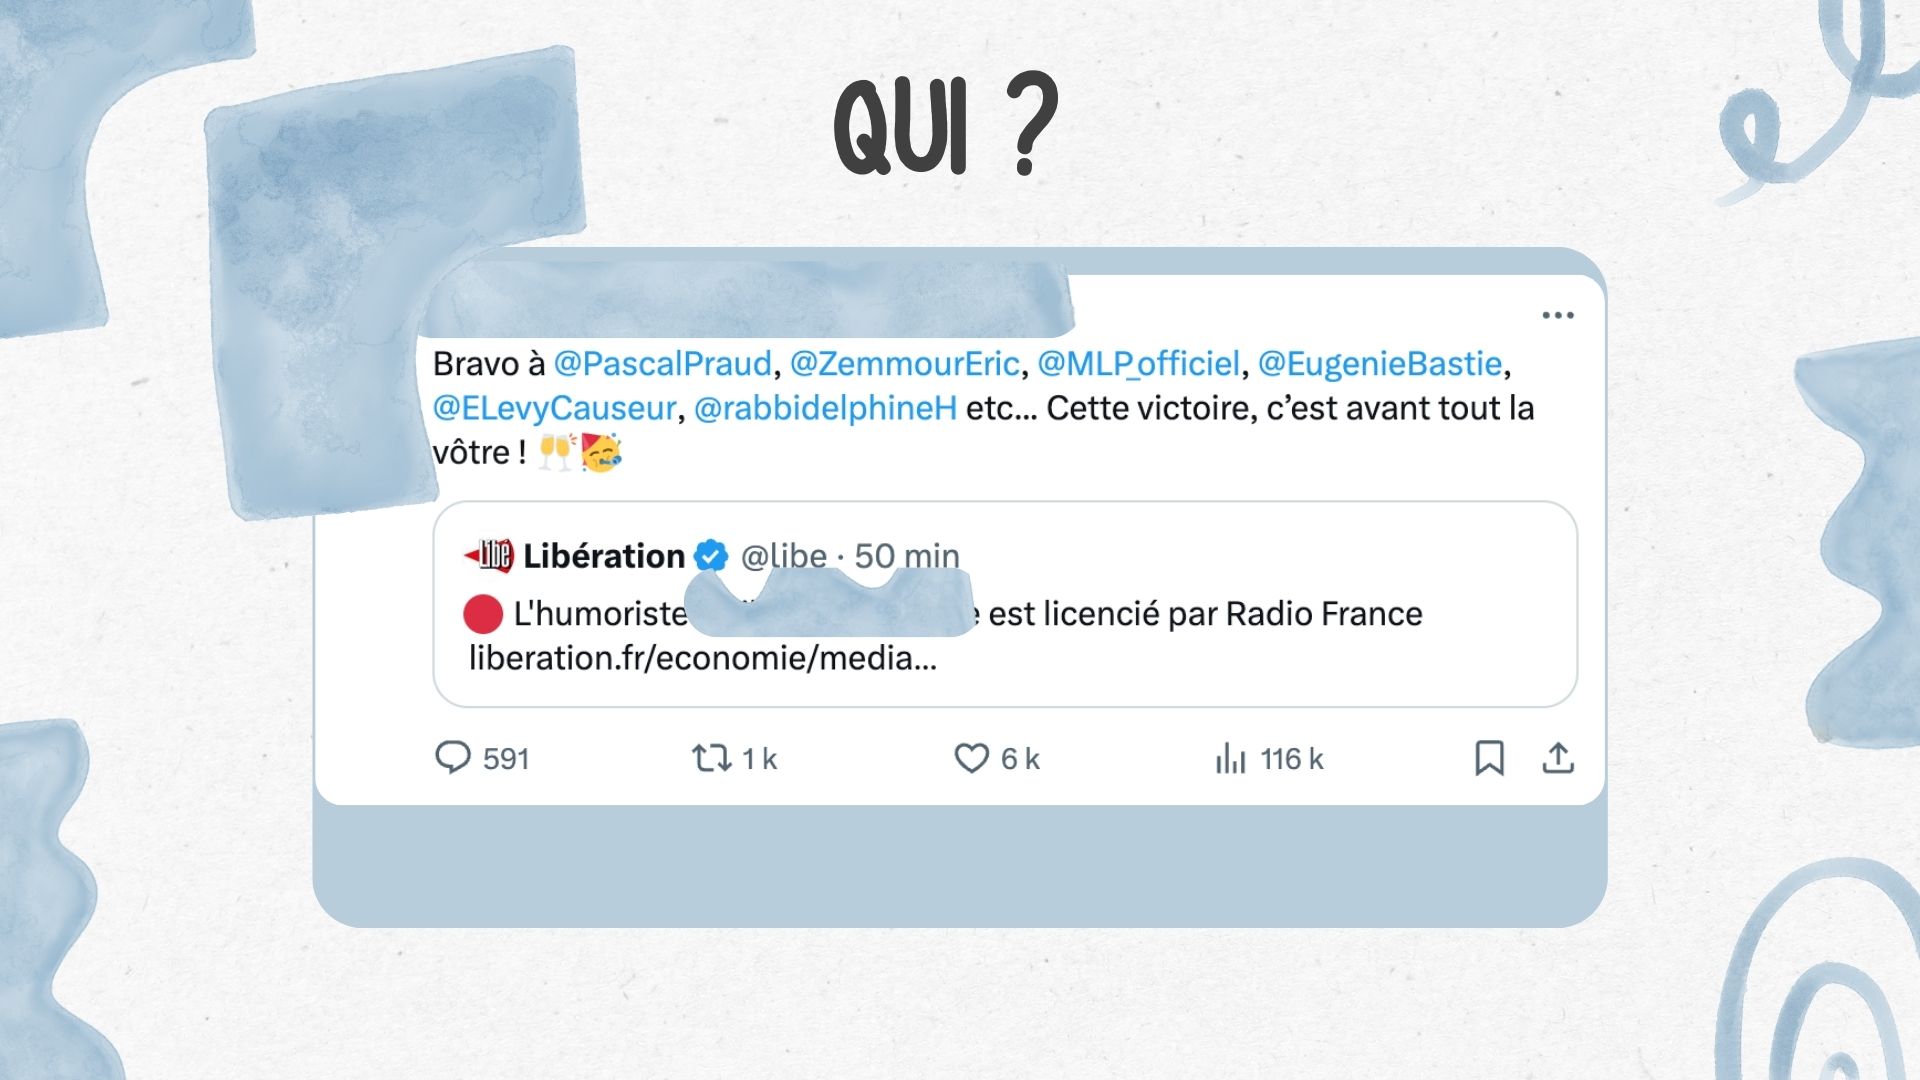 QUI ?
Bravo à @PascalPraud, @ZemmourEric, @MLP_officiel, @EugenieBastie,
@ELevyCauseur, @rabbidelphineH etc... Cette victoire, c’est avant tout la
vôtre ! 🥂🥳
Libé Libération @libe · 50 min
🔴 L'humoriste est licencié par Radio France
liberation.fr/economie/media...
591 1 k 6 k 116 k